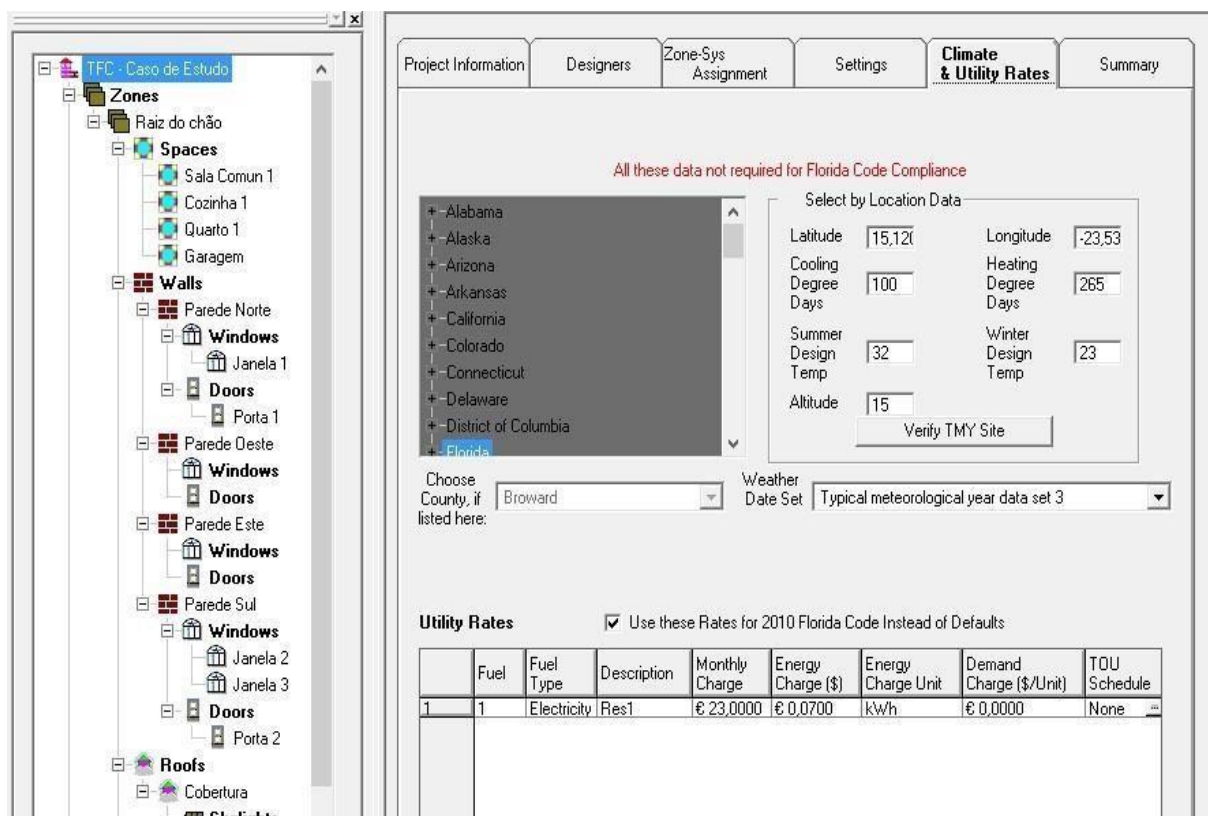 TFC - Caso de Estudo
Zones
Raiz do chão
Spaces
Sala Comun 1
Cozinha 1
Quarto 1
Garagem
Walls
Parede Norte
Windows
Janela 1
Doors
Porta 1
Parede Oeste
Windows
Doors
Parede Este
Windows
Doors
Parede Sul
Windows
Janela 2
Janela 3
Doors
Porta 2
Roofs
Cobertura
Skylights
Project Information
Designers
Zone-Sys
Assignment
Settings
Climate
& Utility Rates
Summary
All these data not required for Florida Code Compliance
Alabama
Alaska
Arizona
Arkansas
California
Colorado
Connecticut
Delaware
District of Columbia
Florida
Select by Location Data
Latitude 15,120
Longitude -23,53
Cooling
Degree
Days
100
Heating
Degree
Days
265
Summer
Design
Temp
32
Winter
Design
Temp
23
Altitude 15
Verify TMY Site
Choose
County, if
listed here:
Broward
Weather
Date Set
Typical meteorological year data set 3
Utility Rates
Use these Rates for 2010 Florida Code Instead of Defaults
Fuel
Fuel
Type
Description
Monthly
Charge
Energy
Charge ($)
Energy
Charge Unit
Demand
Charge ($/Unit)
TOU
Schedule
1 1 Electricity Res1 € 23,0000 € 0,0700 kWh € 0,0000 None ...